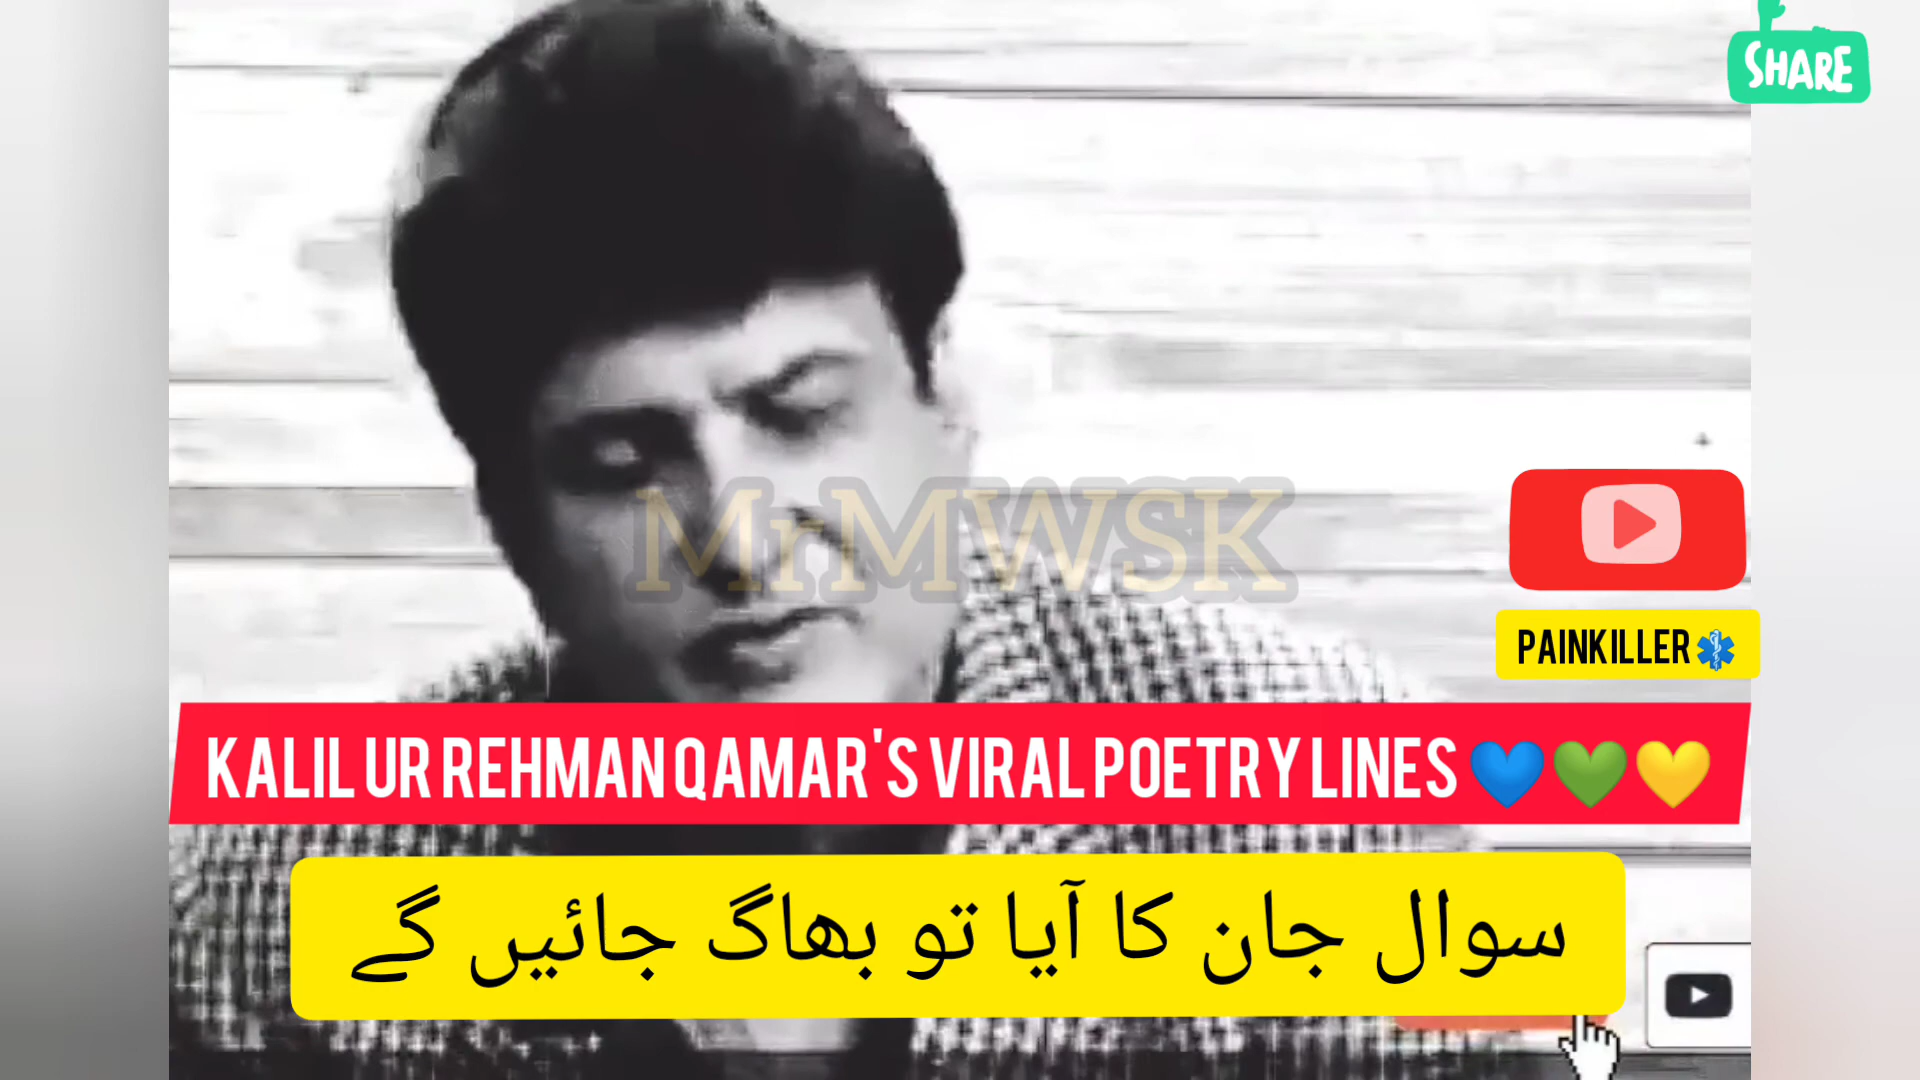 SHARE
MrMWSK
PAINKILLER
KALIL UR REHMAN QAMAR'S VIRAL POETRY LINES 💙💚💛
سوال جان کا آیا تو بھاگ جائیں گے